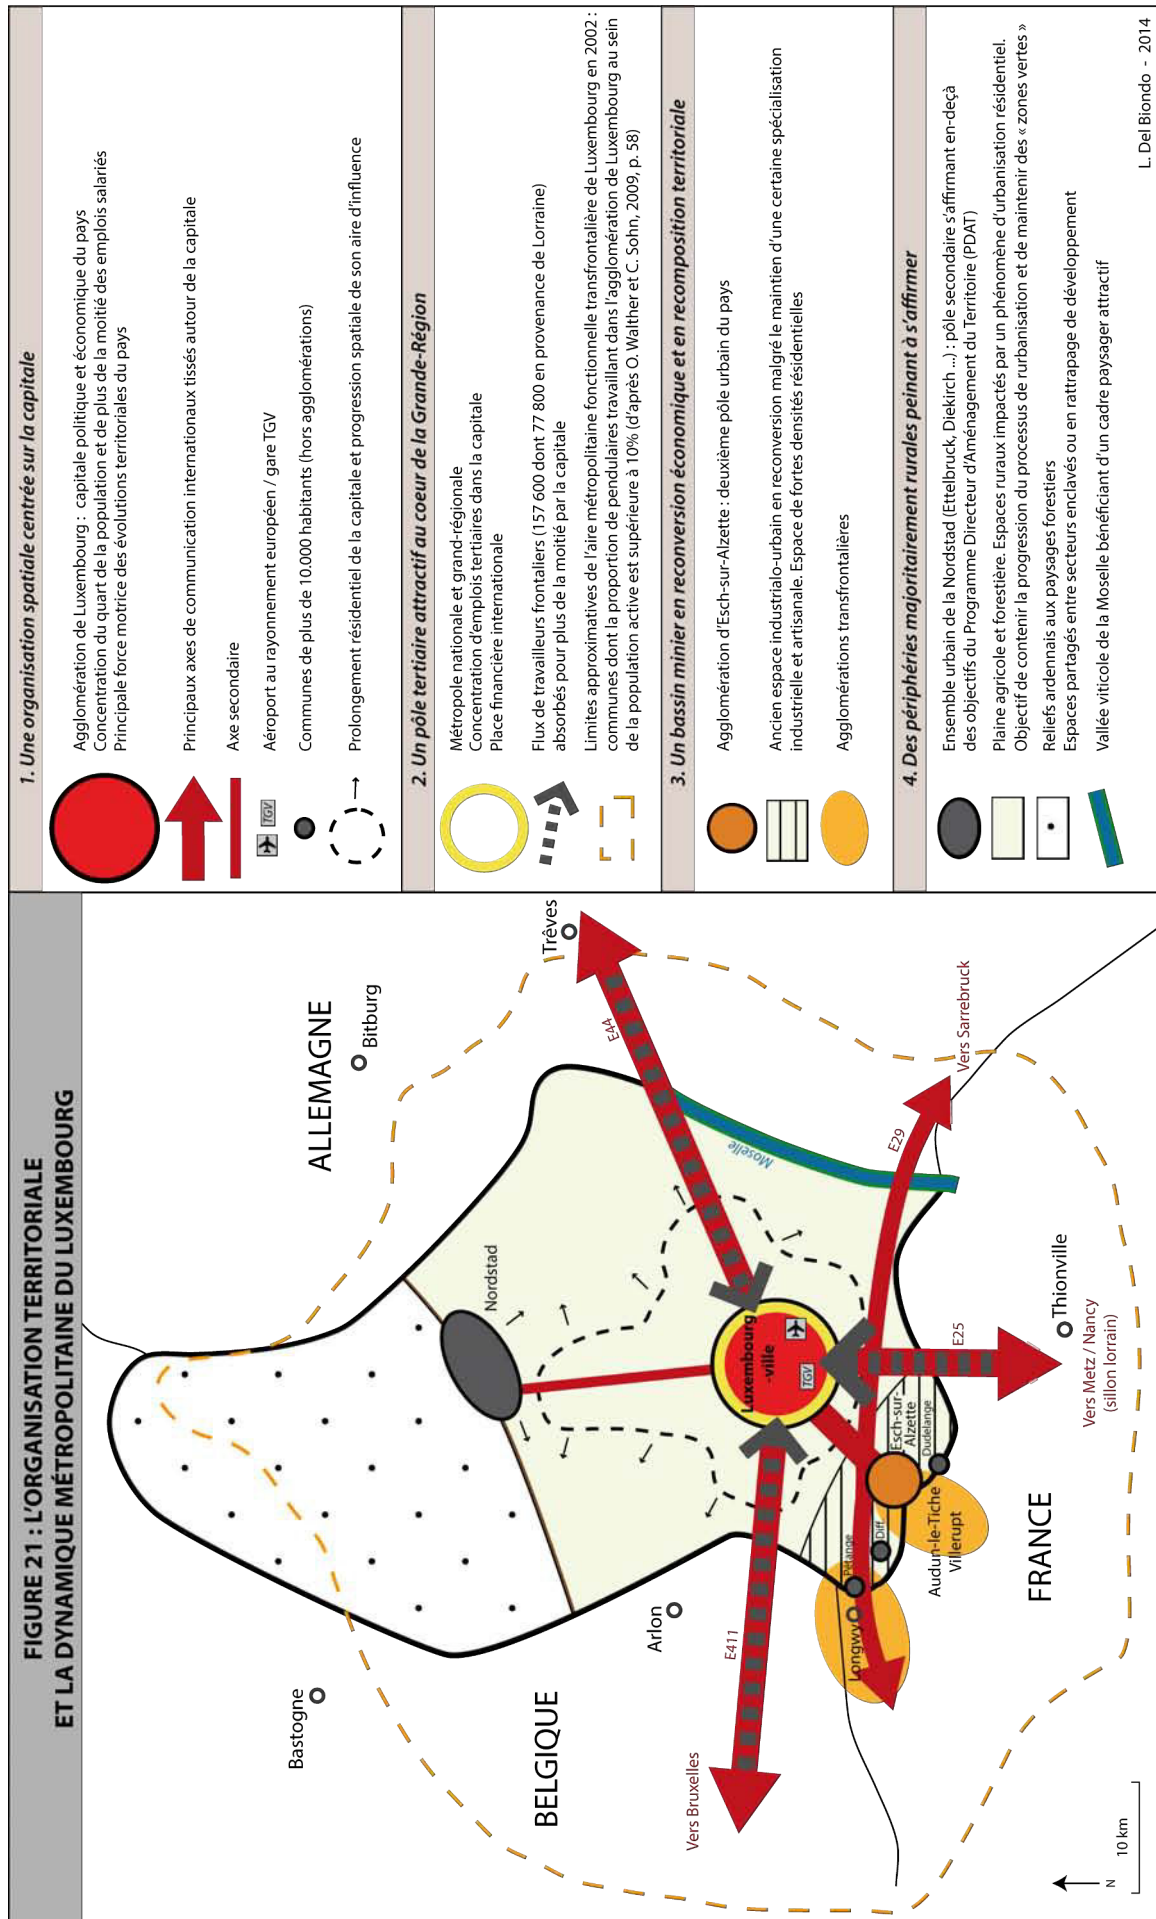 FIGURE 21 : L'ORGANISATION TERRITORIALE
ET LA DYNAMIQUE MÉTROPOLITAINE DU LUXEMBOURG
ALLEMAGNE
Bitburg
Bastogne
Trêves
Nordstad
E44
BELGIQUE
Arlon
Moselle
Vers Bruxelles
E411
Luxembourg
-ville
TGV
Vers Sarrebruck
E29
Longwy
Pétange
Diff.
Esch-sur-
Alzette
Dudelange
E25
Audun-le-Tiche
Villerupt
Thionville
FRANCE
Vers Metz / Nancy
(sillon lorrain)
N
10 km
1. Une organisation spatiale centrée sur la capitale
Agglomération de Luxembourg : capitale politique et économique du pays
Concentration du quart de la population et de plus de la moitié des emplois salariés
Principale force motrice des évolutions territoriales du pays
Principaux axes de communication internationaux tissés autour de la capitale
Axe secondaire
TGV
Aéroport au rayonnement européen / gare TGV
Communes de plus de 10.000 habitants (hors agglomérations)
Prolongement résidentiel de la capitale et progression spatiale de son aire d'influence
2. Un pôle tertiaire attractif au coeur de la Grande-Région
Métropole nationale et grand-régionale
Concentration d'emplois tertiaires dans la capitale
Place financière internationale
Flux de travailleurs frontaliers (157 600 dont 77 800 en provenance de Lorraine)
absorbés pour plus de la moitié par la capitale
Limites approximatives de l'aire métropolitaine fonctionnelle transfrontalière de Luxembourg en 2002 :
communes dont la proportion de pendulaires travaillant dans l'agglomération de Luxembourg au sein
de la population active est supérieure à 10% (d'après O. Walther et C. Sohn, 2009, p. 58)
3. Un bassin minier en reconversion économique et en recomposition territoriale
Agglomération d'Esch-sur-Alzette : deuxième pôle urbain du pays
Ancien espace industrialo-urbain en reconversion malgré le maintien d'une certaine spécialisation
industrielle et artisanale. Espace de fortes densités résidentielles
Agglomérations transfrontalières
4. Des périphéries majoritairement rurales peinant à s'affirmer
Ensemble urbain de la Nordstad (Ettelbruck, Diekirch ...) : pôle secondaire s'affirmant en-deçà
des objectifs du Programme Directeur d'Aménagement du Territoire (PDAT)
Plaine agricole et forestière. Espaces ruraux impactés par un phénomène d'urbanisation résidentiel.
Objectif de contenir la progression du processus de rurbanisation et de maintenir des « zones vertes »
Reliefs ardennais aux paysages forestiers
Espaces partagés entre secteurs enclavés ou en rattrapage de développement
Vallée viticole de la Moselle bénéficiant d'un cadre paysager attractif
L. Del Biondo - 2014